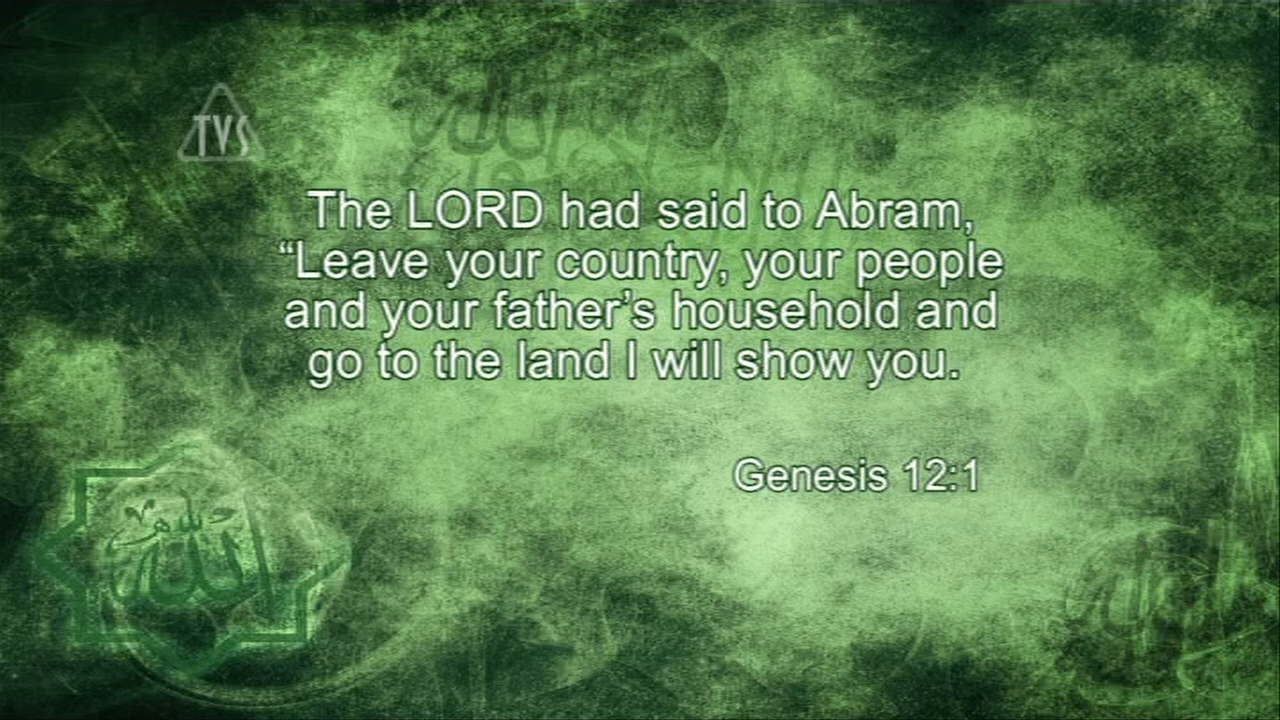 TVS
The LORD had said to Abram,
“Leave your country, your people
and your father’s household and
go to the land I will show you.
Genesis 12:1
الله